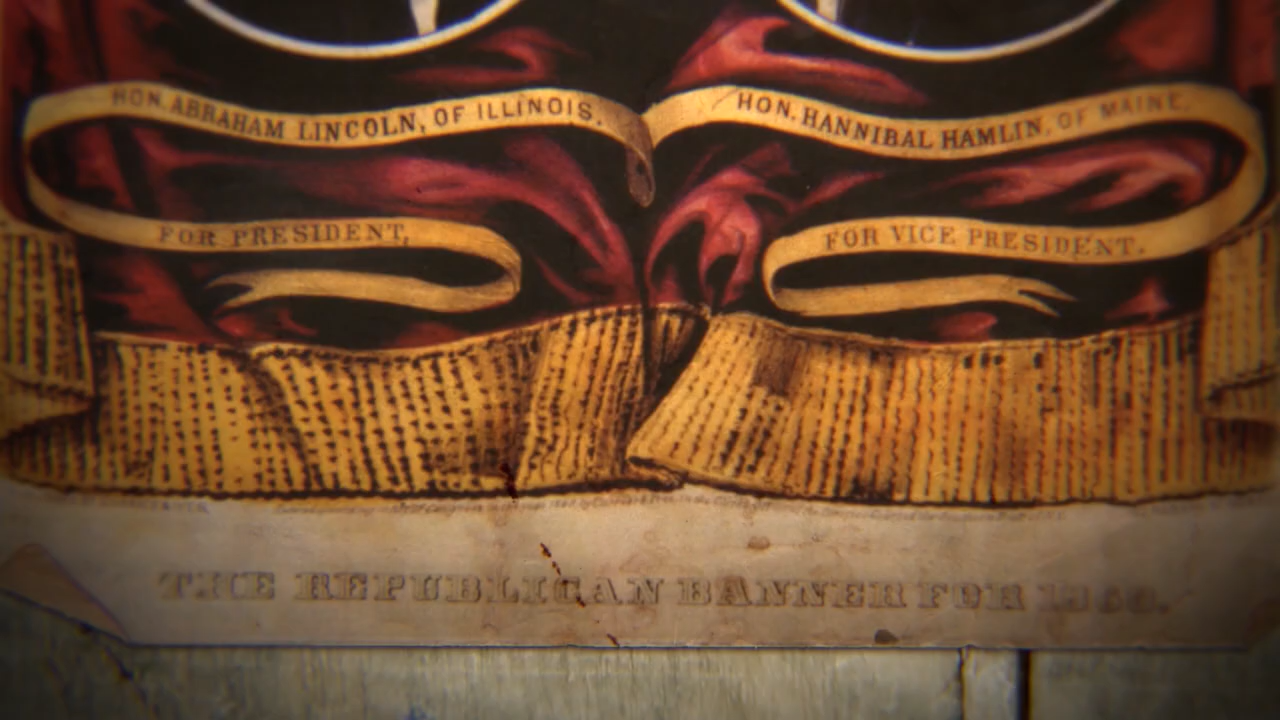 HON. ABRAHAM LINCOLN, OF ILLINOIS.
HON. HANNIBAL HAMLIN, OF MAINE.
FOR PRESIDENT,
FOR VICE PRESIDENT.
THE REPUBLICAN BANNER FOR 1860.